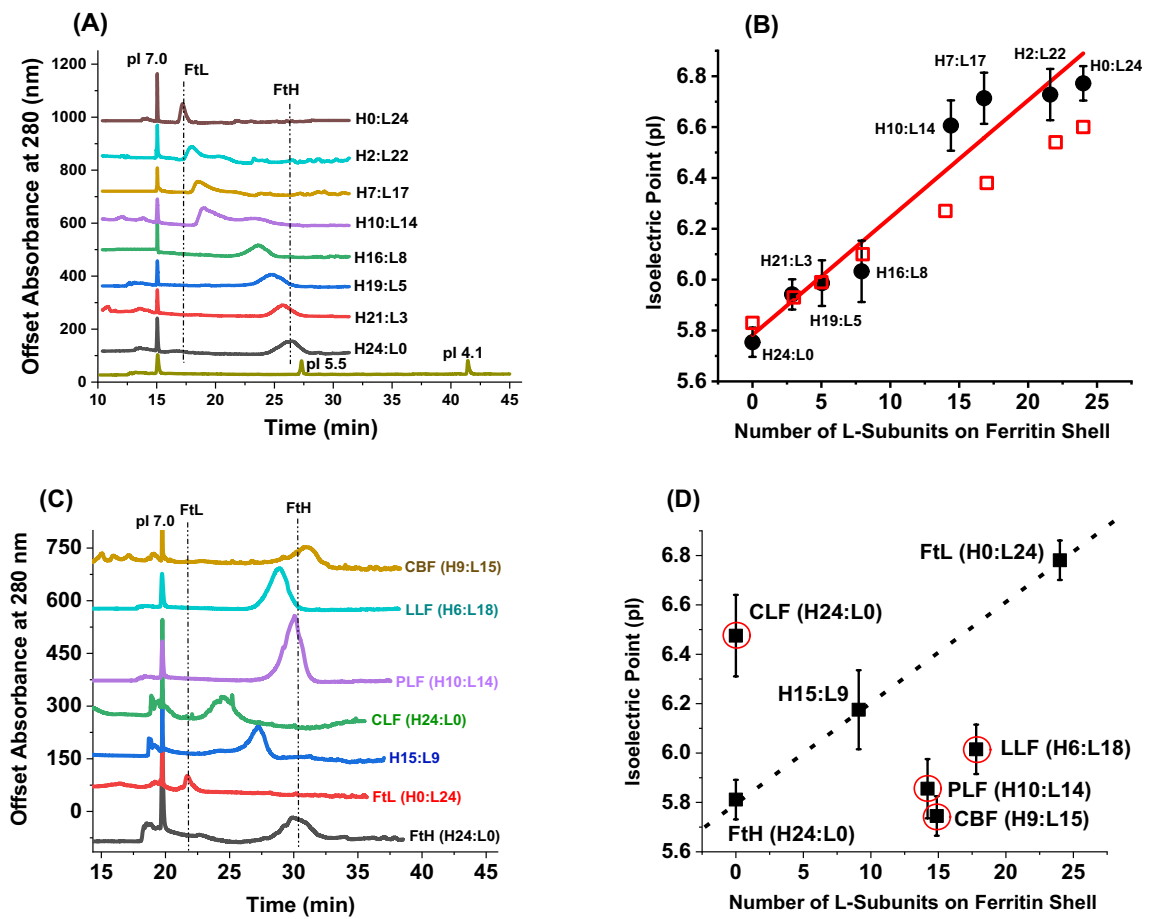 (A)
pI 7.0
FtL
FtH
1200
1000
800
600
400
200
0
H0:L24
H2:L22
H7:L17
H10:L14
H16:L8
H19:L5
H21:L3
H24:L0
pI 5.5
pI 4.1
10 15 20 25 30 35 40 45
Time (min)
Offset Absorbance at 280 (nm)
(B)
6.8
6.6
6.4
6.2
6.0
5.8
5.6
H7:L17
H2:L22
H0:L24
H10:L14
H21:L3
H16:L8
H19:L5
H24:L0
0 5 10 15 20 25
Number of L-Subunits on Ferritin Shell
Isoelectric Point (pI)
(C)
pI 7.0
FtL
FtH
750
600
450
300
150
0
CBF (H9:L15)
LLF (H6:L18)
PLF (H10:L14)
CLF (H24:L0)
H15:L9
FtL (H0:L24)
FtH (H24:L0)
15 20 25 30 35 40 45
Time (min)
Offset Absorbance at 280 nm
(D)
6.8
6.6
6.4
6.2
6.0
5.8
5.6
FtL (H0:L24)
CLF (H24:L0)
H15:L9
LLF (H6:L18)
PLF (H10:L14)
CBF (H9:L15)
FtH (H24:L0)
0 5 10 15 20 25
Number of L-Subunits on Ferritin Shell
Isoelectric Point (pI)